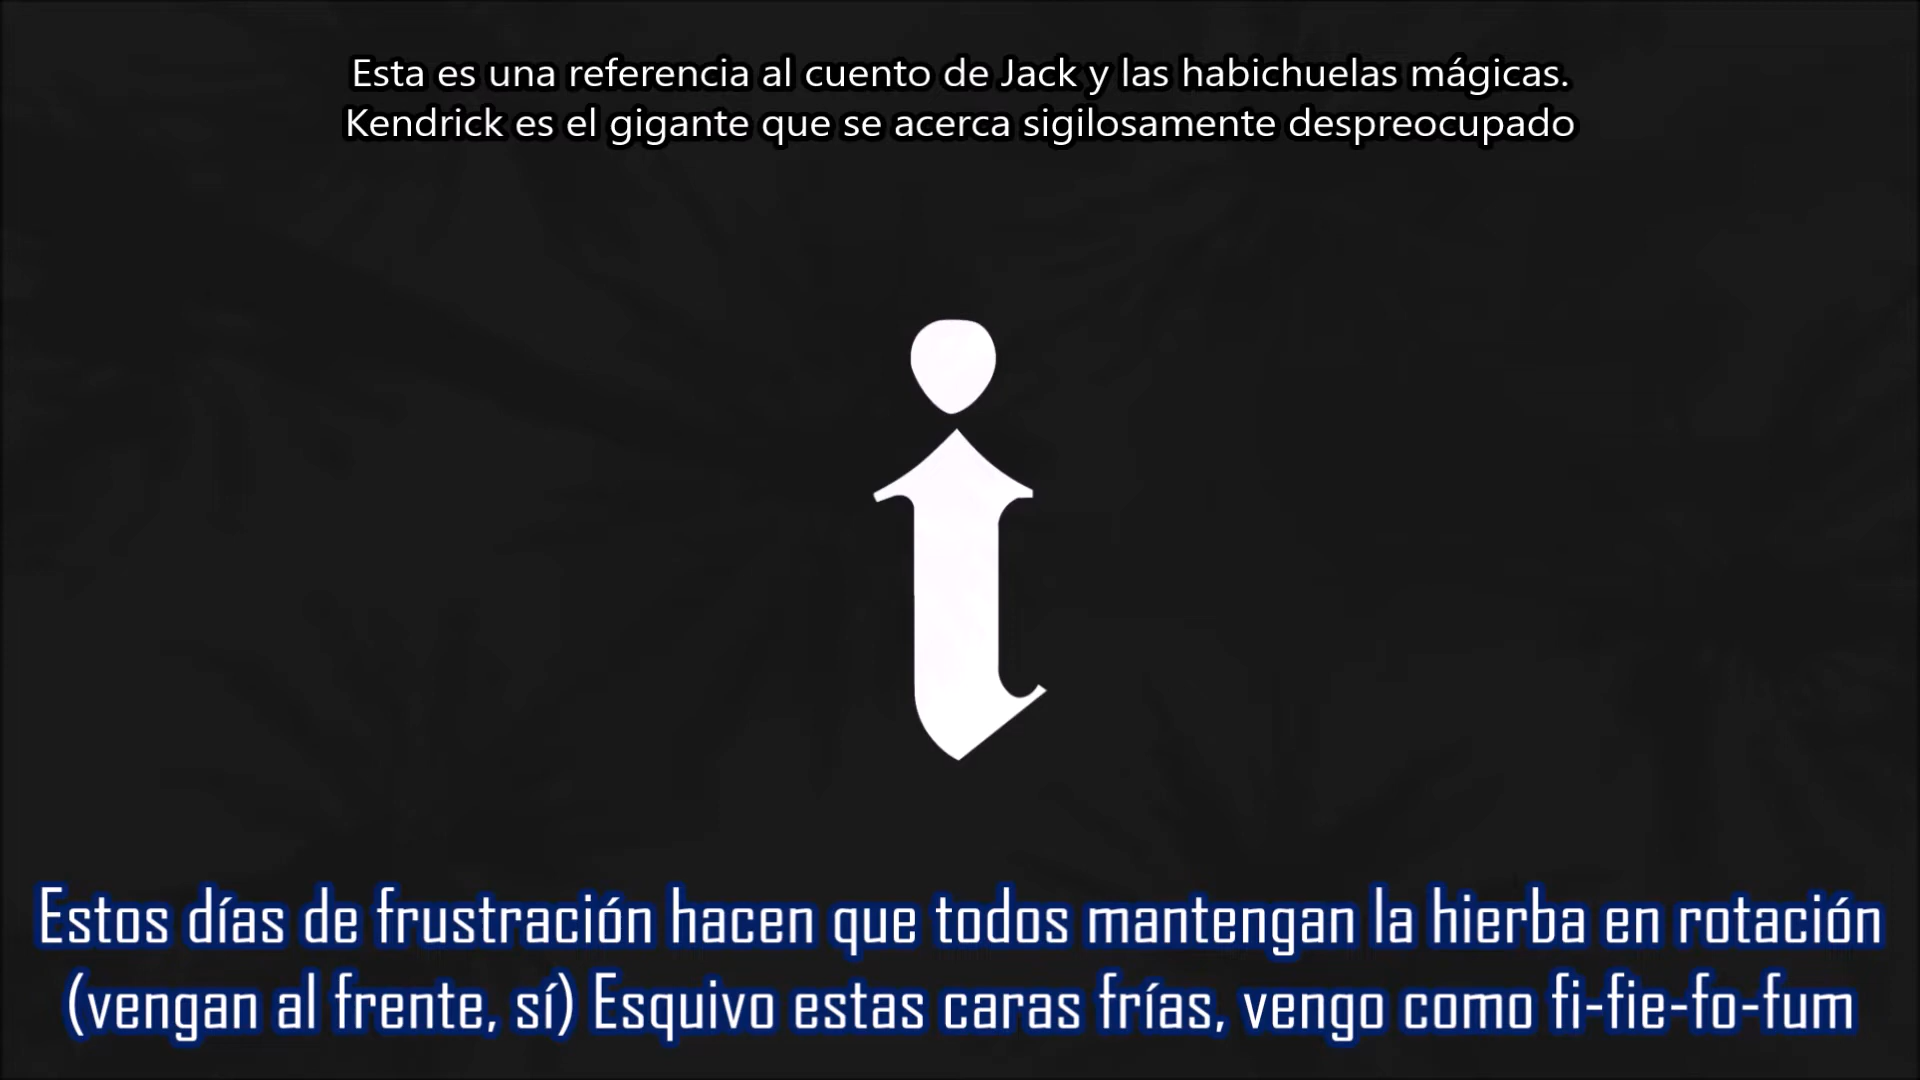 Esta es una referencia al cuento de Jack y las habichuelas mágicas.
Kendrick es el gigante que se acerca sigilosamente despreocupado
i
Estos días de frustración hacen que todos mantengan la hierba en rotación
(vengan al frente, sí) Esquivo estas caras frías, vengo como fi-fie-fo-fum